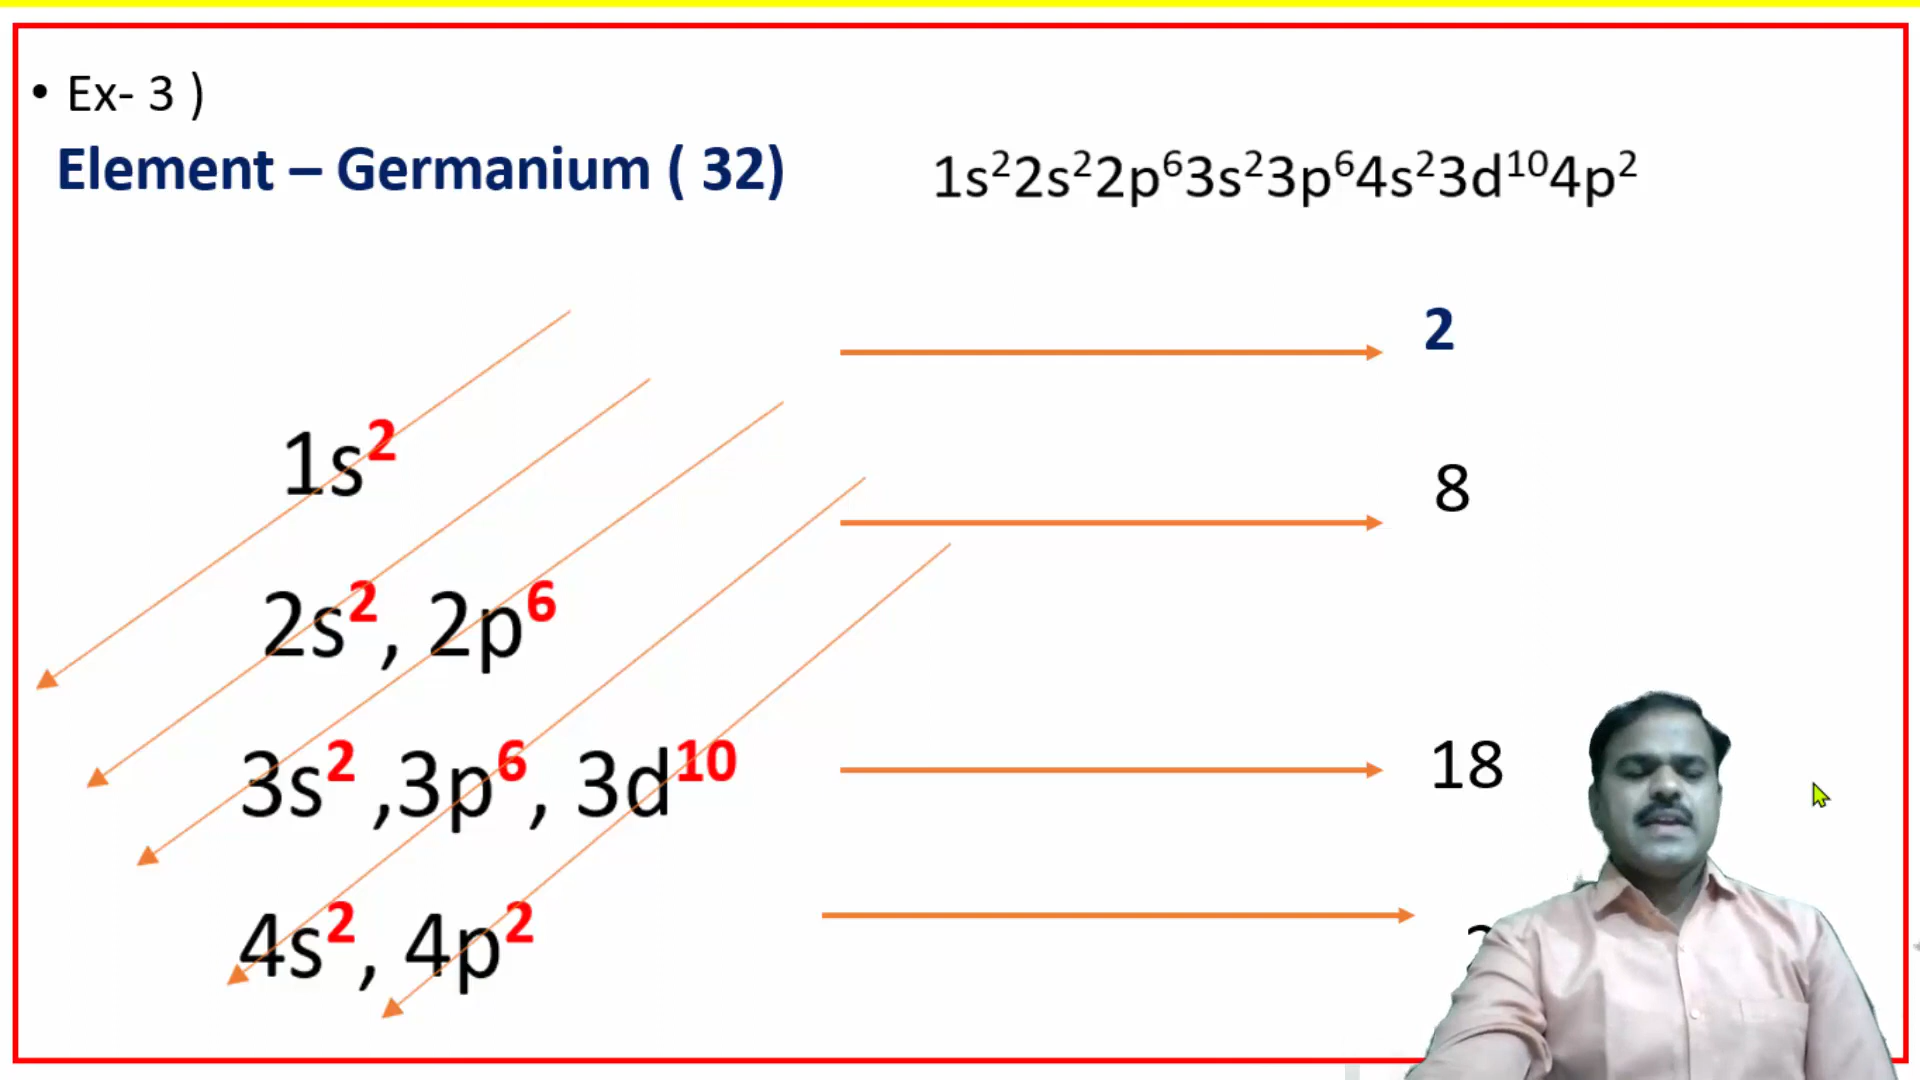 • Ex- 3 )
Element – Germanium ( 32)
1s²2s²2p⁶3s²3p⁶4s²3d¹⁰4p²
2
1s²
8
2s², 2p⁶
3s² ,3p⁶, 3d¹⁰
18
4s², 4p²